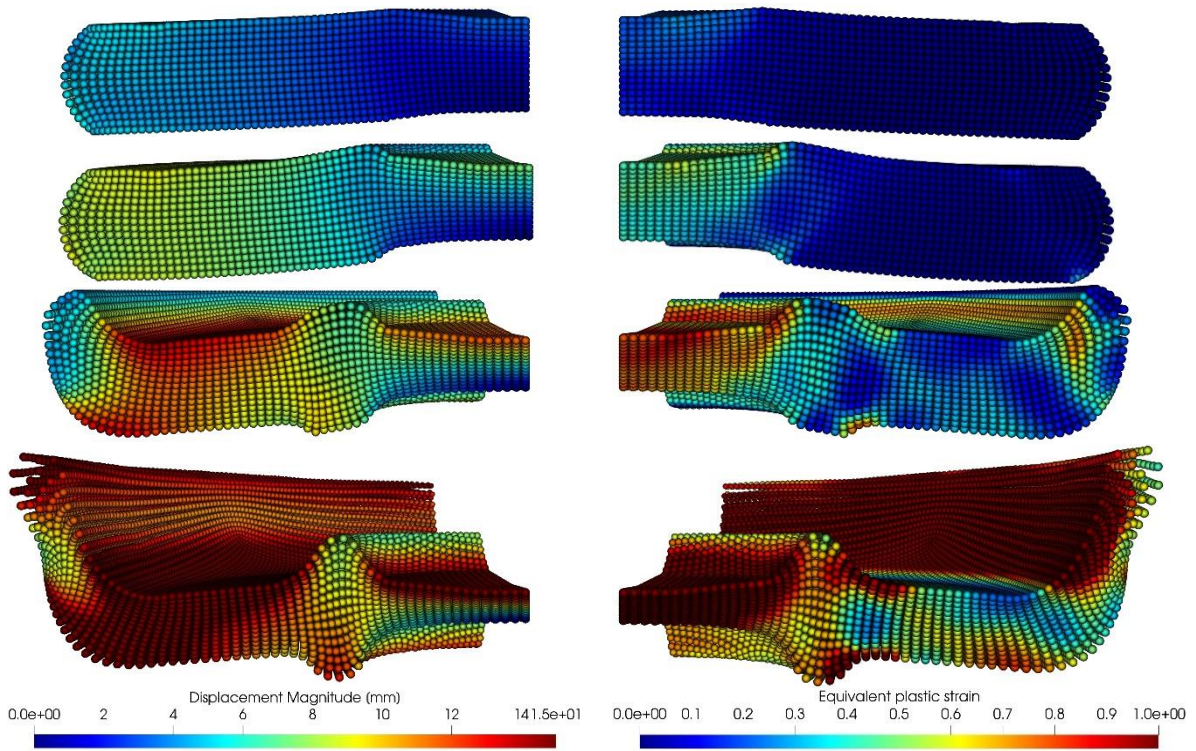 Displacement Magnitude (mm)
0.0e+00 2 4 6 8 10 12 141.5e+01
Equivalent plastic strain
0.0e+00 0.1 0.2 0.3 0.4 0.5 0.6 0.7 0.8 0.9 1.0e+00